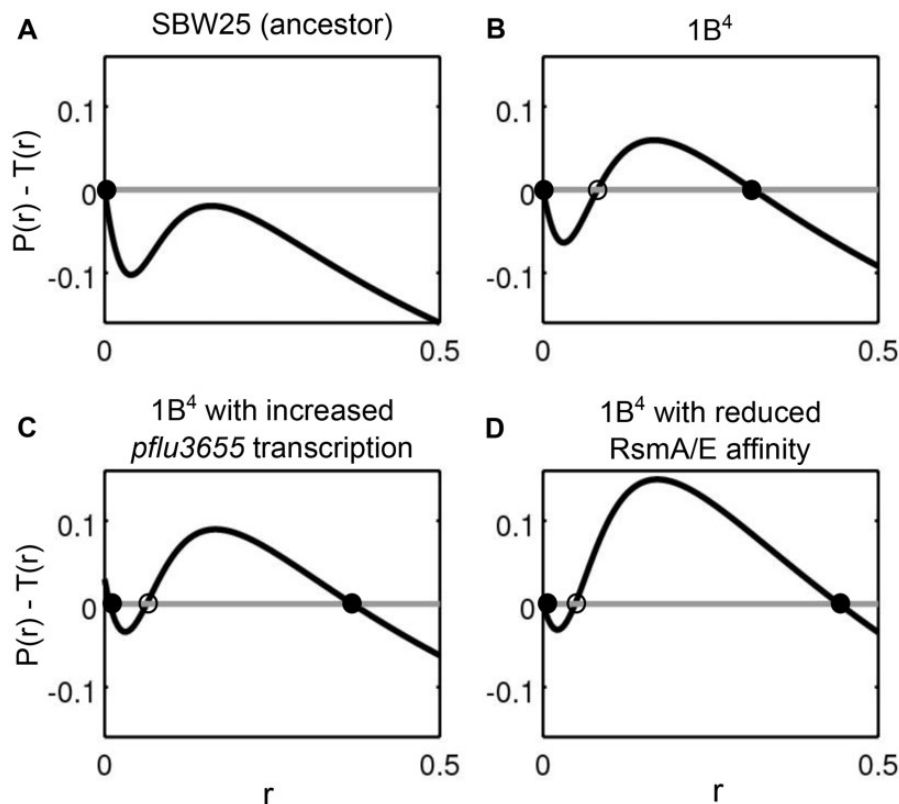 A
SBW25 (ancestor)
P(r) - T(r)
0.1
0
-0.1
0
0.5
B
1B⁴
0.1
0
-0.1
0
0.5
C
1B⁴ with increased
pflu3655 transcription
P(r) - T(r)
0.1
0
-0.1
0
0.5
r
D
1B⁴ with reduced
RsmA/E affinity
0.1
0
-0.1
0
0.5
r